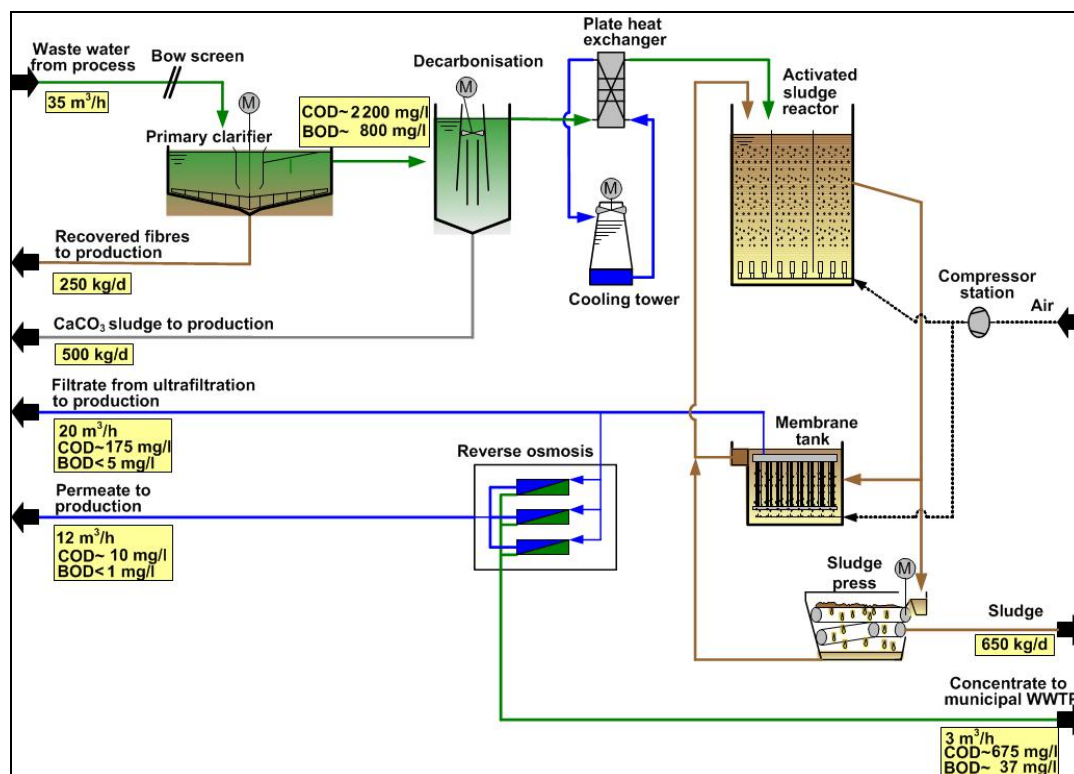 Waste water
from process
35 m³/h
Bow screen
M
Primary clarifier
COD~2 200 mg/l
BOD~ 800 mg/l
Decarbonisation
M
Plate heat
exchanger
M
Cooling tower
Activated
sludge
reactor
Compressor
station
Air
Recovered fibres
to production
250 kg/d
CaCO₃ sludge to production
500 kg/d
Filtrate from ultrafiltration
to production
20 m³/h
COD~175 mg/l
BOD<5 mg/l
Reverse osmosis
Membrane
tank
Permeate to
production
12 m³/h
COD~ 10 mg/l
BOD<1 mg/l
Sludge
press
M
Sludge
650 kg/d
Concentrate to
municipal WWTP
3 m³/h
COD~675 mg/l
BOD~ 37 mg/l